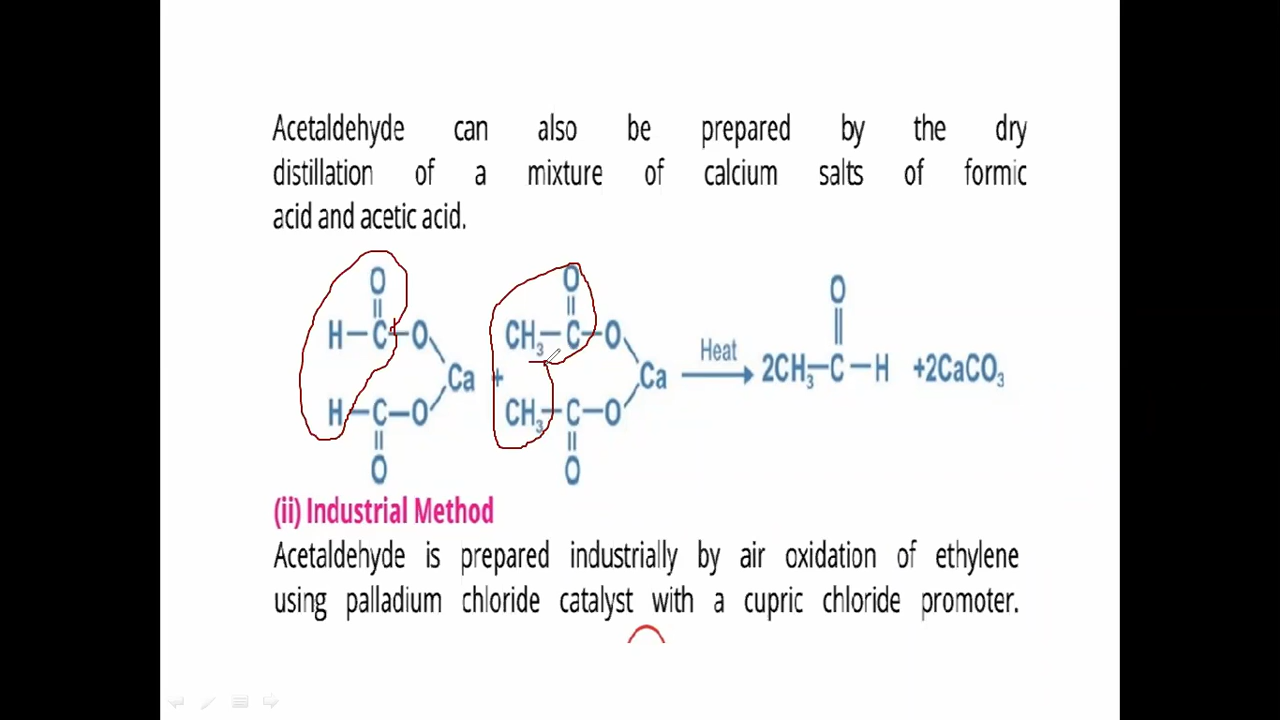 Acetaldehyde can also be prepared by the dry
distillation of a mixture of calcium salts of formic
acid and acetic acid.
O O O
H—C—O CH₃—C—O Heat
Ca + Ca 2CH₃—C—H +2CaCO₃
H—C—O CH₃—C—O
O O
(ii) Industrial Method
Acetaldehyde is prepared industrially by air oxidation of ethylene
using palladium chloride catalyst with a cupric chloride promoter.